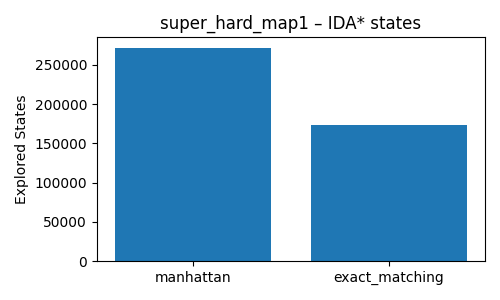 super_hard_map1 – IDA* states
Explored States
250000
200000
150000
100000
50000
0
manhattan
exact_matching